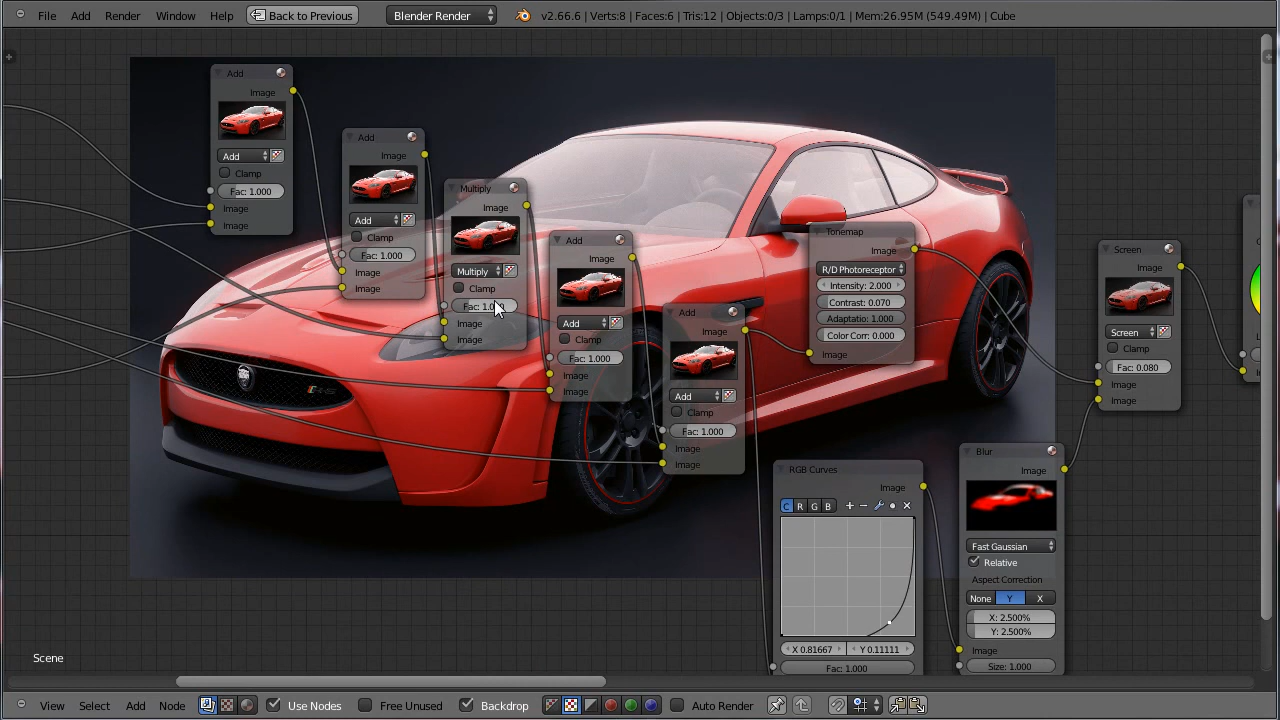 File Add Render Window Help Back to Previous Blender Render v2.66.6 | Verts:8 | Faces:6 | Tris:12 | Objects:0/3 | Lamps:0/1 | Mem:26.95M (549.49M) | Cube
Add
Image
Add
Clamp
Fac: 1.000
Image
Image
Add
Image
Add
Clamp
Fac: 1.000
Image
Image
Multiply
Image
Multiply
Clamp
Image
Image
Add
Image
Add
Clamp
Fac: 1.000
Image
Image
Add
Image
Add
Clamp
Fac: 1.000
Image
Image
Tonemap
Image
R/D Photoreceptor
Intensity: 2.000
Contrast: 0.070
Adaptatio: 1.000
Color Corr: 0.000
Image
Screen
Image
Screen
Clamp
Fac: 0.080
Image
Image
RGB Curves
Image
C R G B
X 0.81667 Y 0.11111
Fac: 1.000
Blur
Image
Fast Gaussian
Relative
Aspect Correction
None Y X
X: 2.500%
Y: 2.500%
Image
Size: 1.000
Scene
View Select Add Node Use Nodes Free Unused Backdrop Auto Render